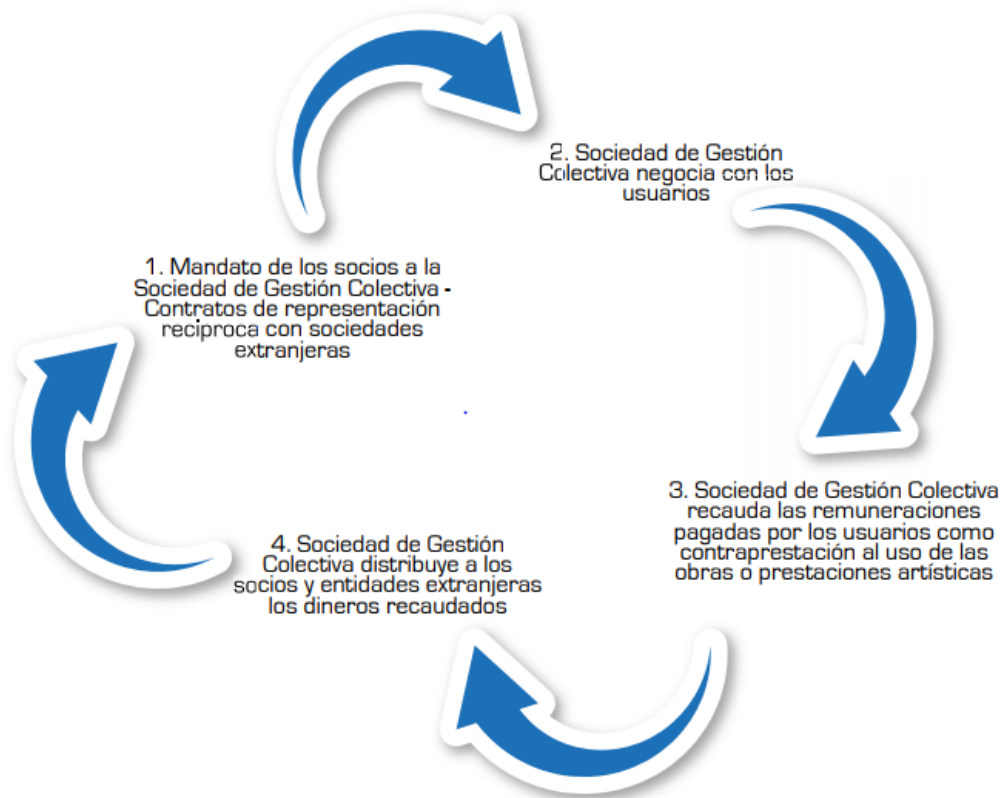 1. Mandato de los socios a la
Sociedad de Gestión Colectiva -
Contratos de representación
reciproca con sociedades
extranjeras
2. Sociedad de Gestión
Colectiva negocia con los
usuarios
3. Sociedad de Gestión Colectiva
recauda las remuneraciones
pagadas por los usuarios como
contraprestación al uso de las
obras o prestaciones artísticas
4. Sociedad de Gestión
Colectiva distribuye a los
socios y entidades extranjeras
los dineros recaudados